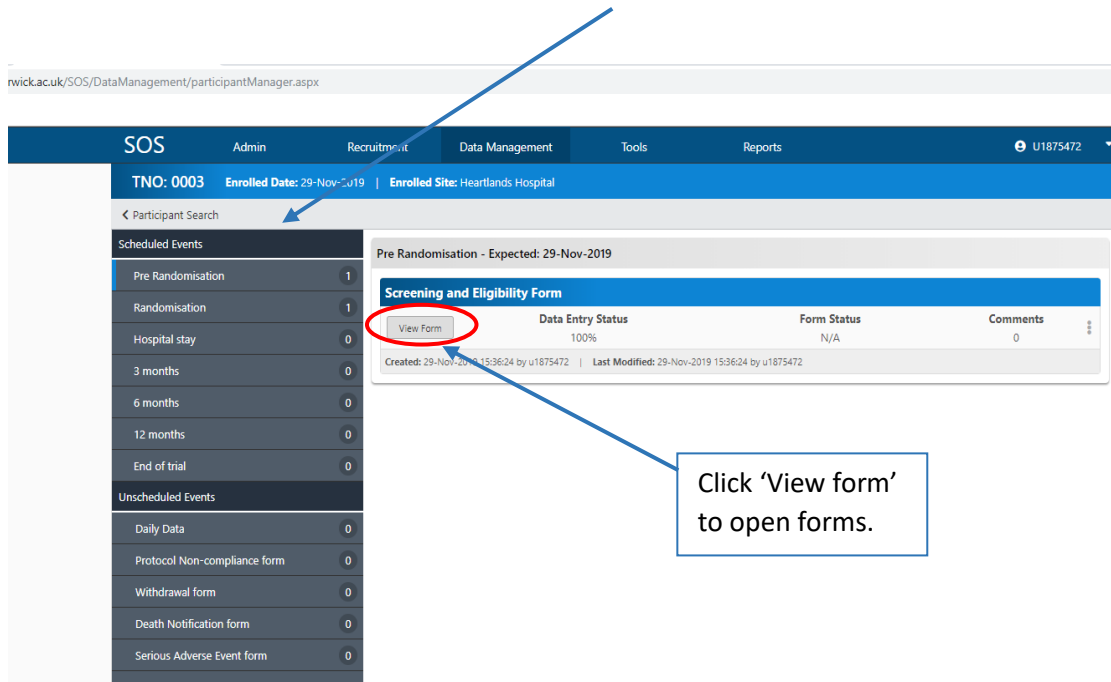 rwick.ac.uk/SOS/DataManagement/participantManager.aspx
SOS Admin Recruitment Data Management Tools Reports U1875472
TNO: 0003 Enrolled Date: 29-Nov-2019 | Enrolled Site: Heartlands Hospital
Participant Search
Scheduled Events
Pre Randomisation 1
Randomisation 1
Hospital stay 0
3 months 0
6 months 0
12 months 0
End of trial 0
Unscheduled Events
Daily Data 0
Protocol Non-compliance form 0
Withdrawal form 0
Death Notification form 0
Serious Adverse Event form 0
Pre Randomisation - Expected: 29-Nov-2019
Screening and Eligibility Form
View Form Data Entry Status Form Status Comments
100% N/A 0
Created: 29-Nov-2019 15:36:24 by u1875472 | Last Modified: 29-Nov-2019 15:36:24 by u1875472
Click ‘View form’
to open forms.